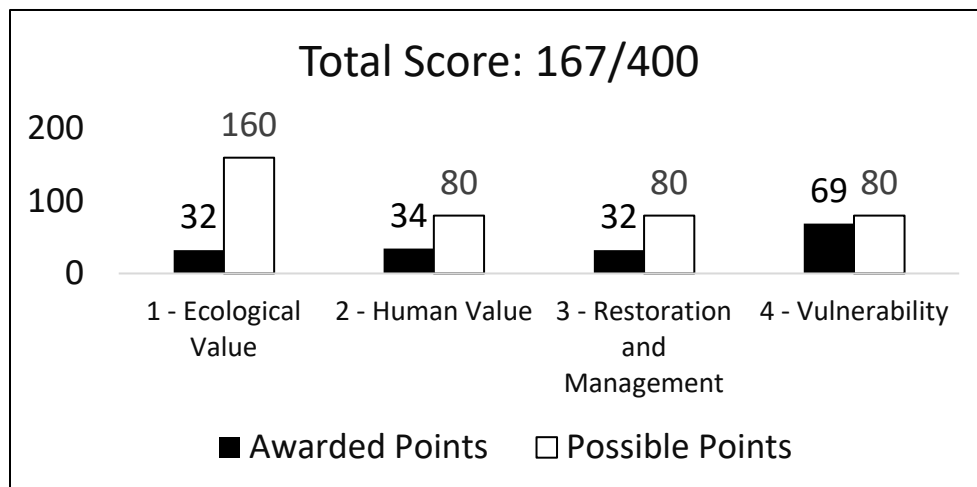 Total Score: 167/400
200
100
0
32
160
34
80
32
80
69
80
1 - Ecological
Value
2 - Human Value
3 - Restoration
and
Management
4 - Vulnerability
Awarded Points
Possible Points